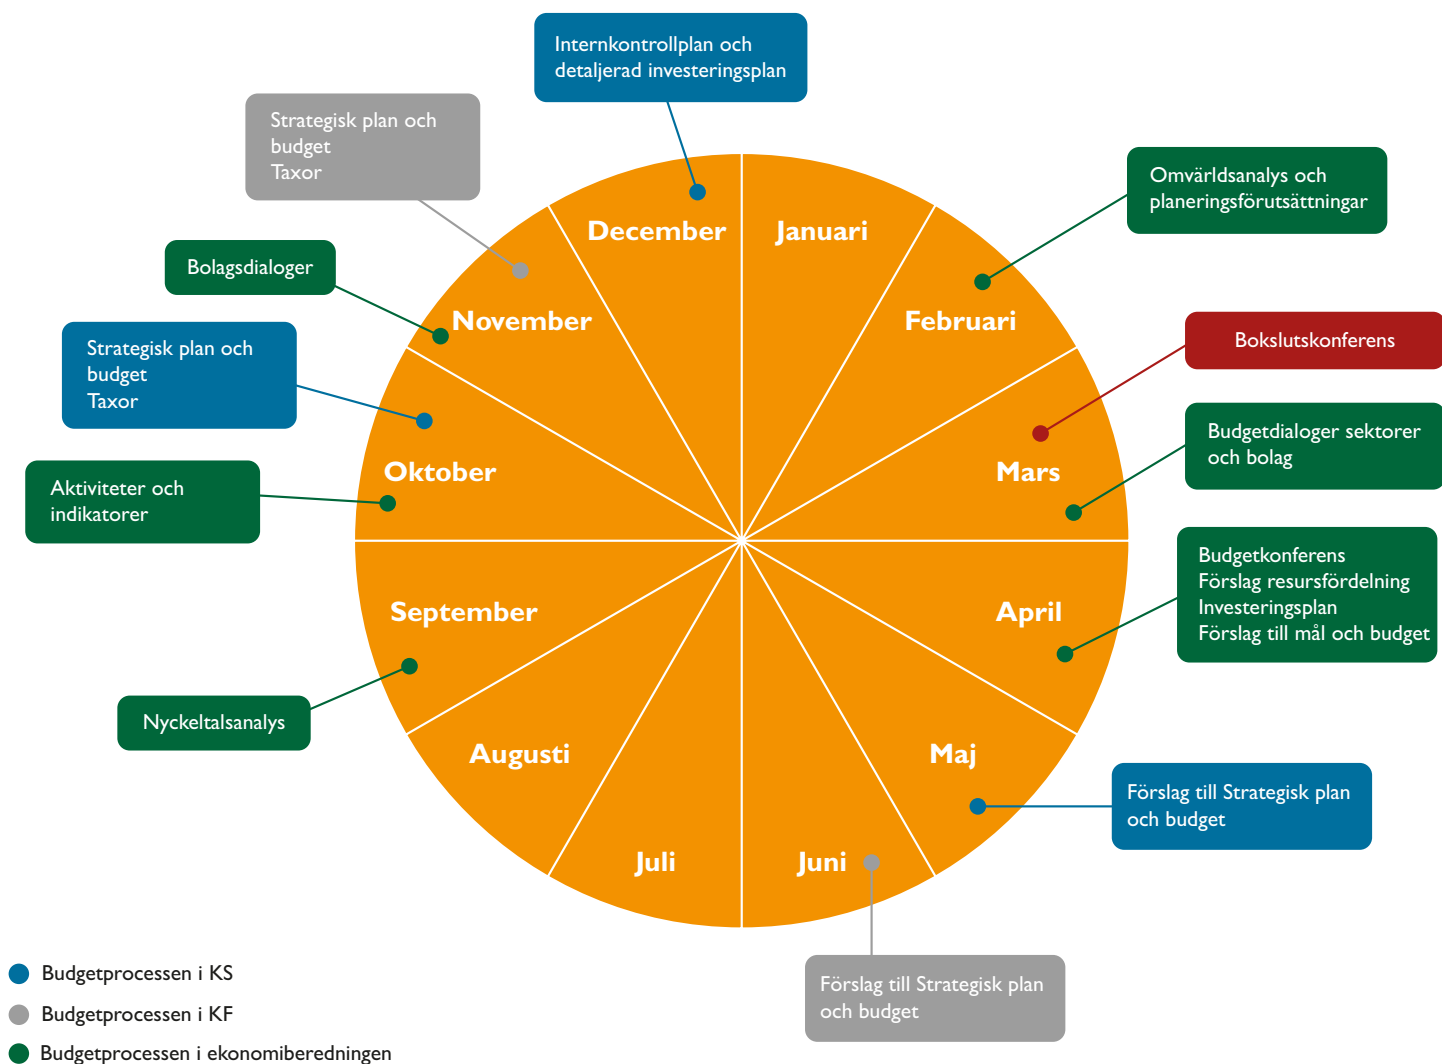 Internkontrollplan och
detaljerad investeringsplan
Strategisk plan och
budget
Taxor
Omvärldsanalys och
planeringsförutsättningar
Bolagsdialoger
Strategisk plan och
budget
Taxor
Bokslutskonferens
Budgetdialoger sektorer
och bolag
Aktiviteter och
indikatorer
Budgetkonferens
Förslag resursfördelning
Investeringsplan
Förslag till mål och budget
Nyckeltalsanalys
Förslag till Strategisk plan
och budget
Förslag till Strategisk plan
och budget
Januari
Februari
Mars
April
Maj
Juni
Juli
Augusti
September
Oktober
November
December
Budgetprocessen i KS
Budgetprocessen i KF
Budgetprocessen i ekonomiberedningen